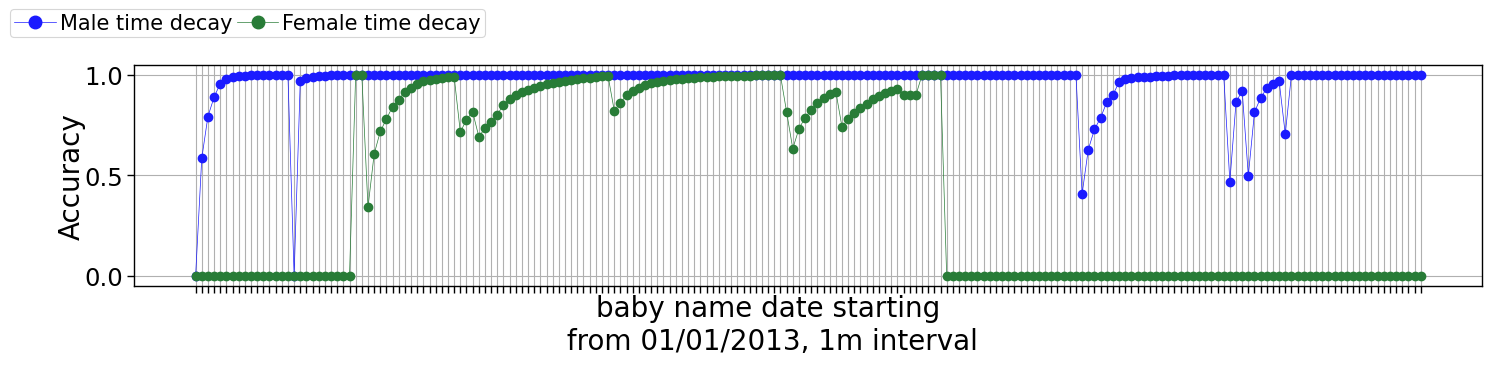 Male time decay
Female time decay
1.0
0.5
0.0
Accuracy
baby name date starting
from 01/01/2013, 1m interval